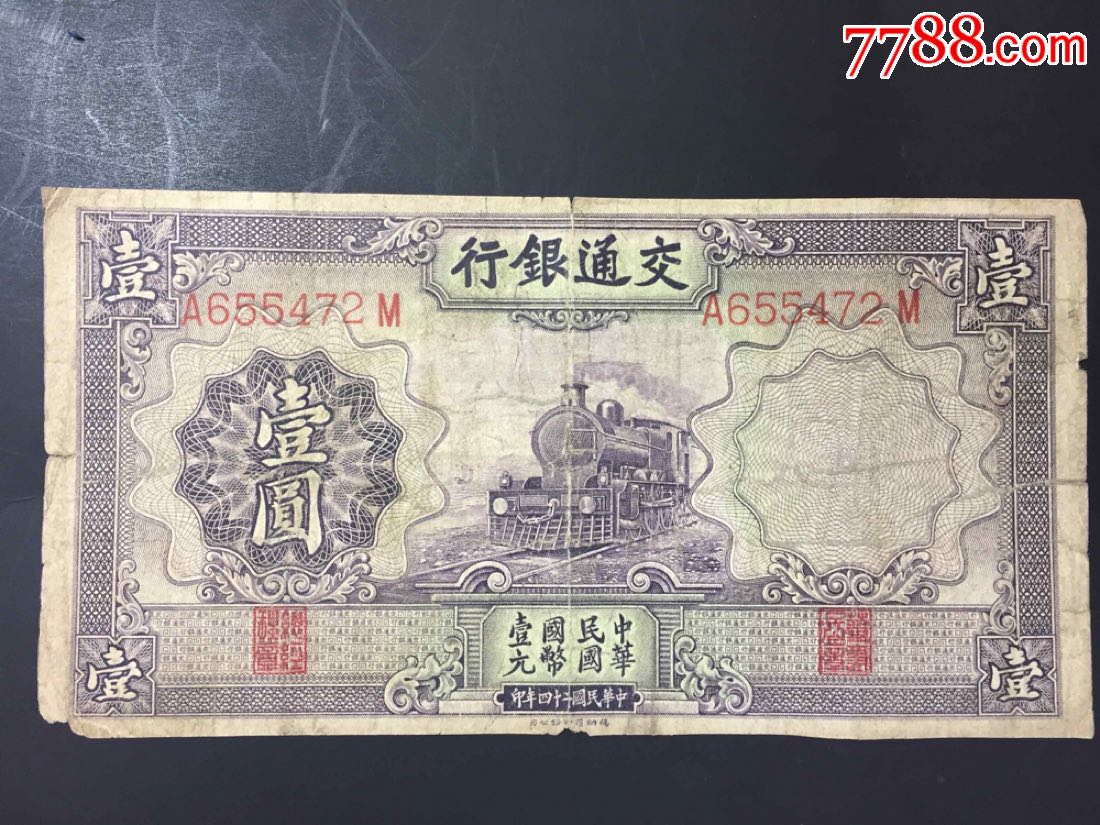 7788.com
壹
壹
交通銀行
A655472 M
A655472 M
壹圓
中華民國國幣壹元
中華民國二十四年印
壹
壹